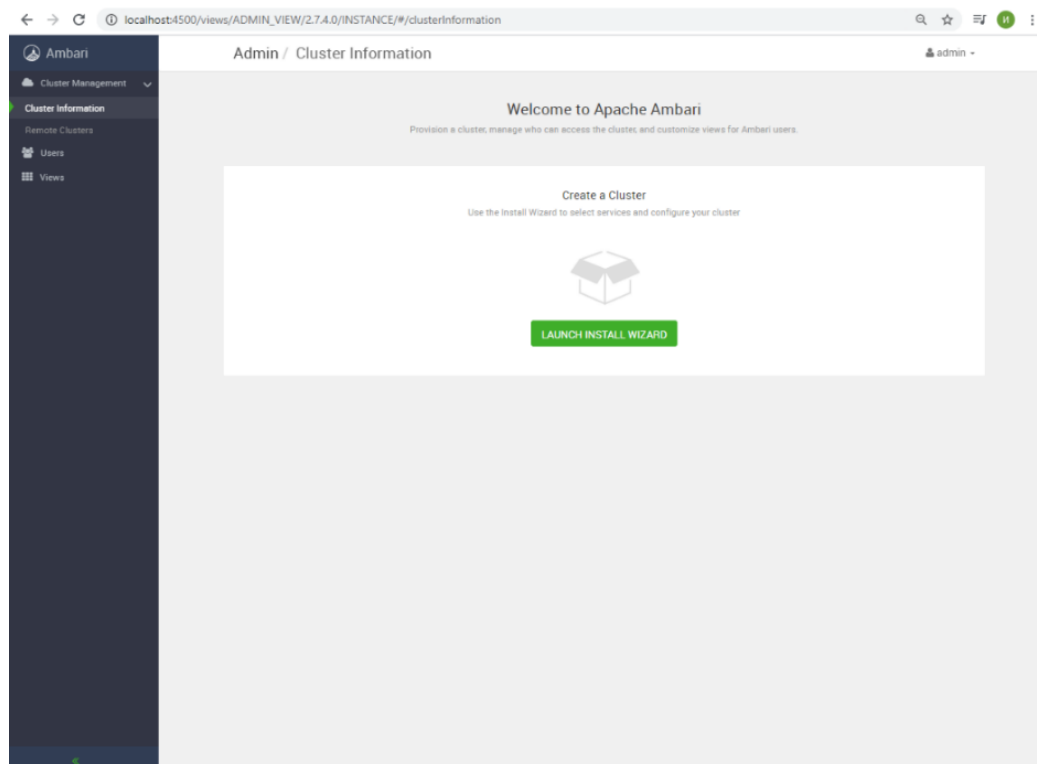 localhost:4500/views/ADMIN_VIEW/2.7.4.0/INSTANCE/#/clusterInformation
И
Ambari
Admin / Cluster Information
admin
Cluster Management
Cluster Information
Remote Clusters
Users
Views
Welcome to Apache Ambari
Provision a cluster, manage who can access the cluster, and customize views for Ambari users.
Create a Cluster
Use the Install Wizard to select services and configure your cluster
LAUNCH INSTALL WIZARD